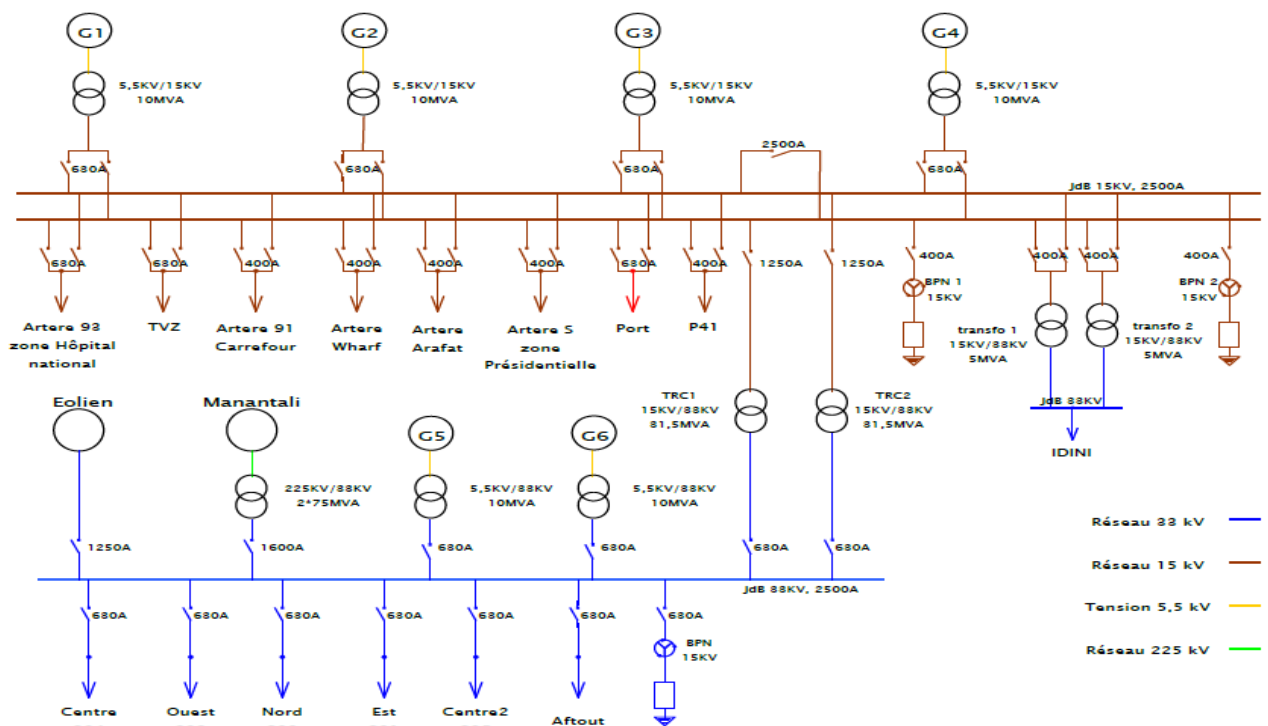 G1
G2
G3
G4
5,5KV/15KV
10MVA
5,5KV/15KV
10MVA
5,5KV/15KV
10MVA
5,5KV/15KV
10MVA
2500A
680A
680A
680A
680A
JdB 15KV, 2500A
680A
680A
400A
400A
400A
400A
680A
400A
1250A
1250A
400A
400A
400A
400A
BPN 1
15KV
BPN 2
15KV
Artere 93
zone Hôpital
national
TVZ
Artere 91
Carrefour
Artere
Wharf
Artere
Arafat
Artere S
zone
Présidentielle
Port
P41
transfo 1
15KV/88KV
5MVA
transfo 2
15KV/88KV
5MVA
JdB 88KV
IDINI
Eolien
Manantali
G5
G6
TRC1
15KV/88KV
81,5MVA
TRC2
15KV/88KV
81,5MVA
225KV/88KV
2*75MVA
5,5KV/88KV
10MVA
5,5KV/88KV
10MVA
1250A
1600A
680A
680A
680A
680A
JdB 88KV, 2500A
680A
680A
680A
680A
680A
680A
680A
BPN
15KV
Centre
Ouest
Nord
Est
Centre2
Aftout
Réseau 33 kV
Réseau 15 kV
Tension 5,5 kV
Réseau 225 kV